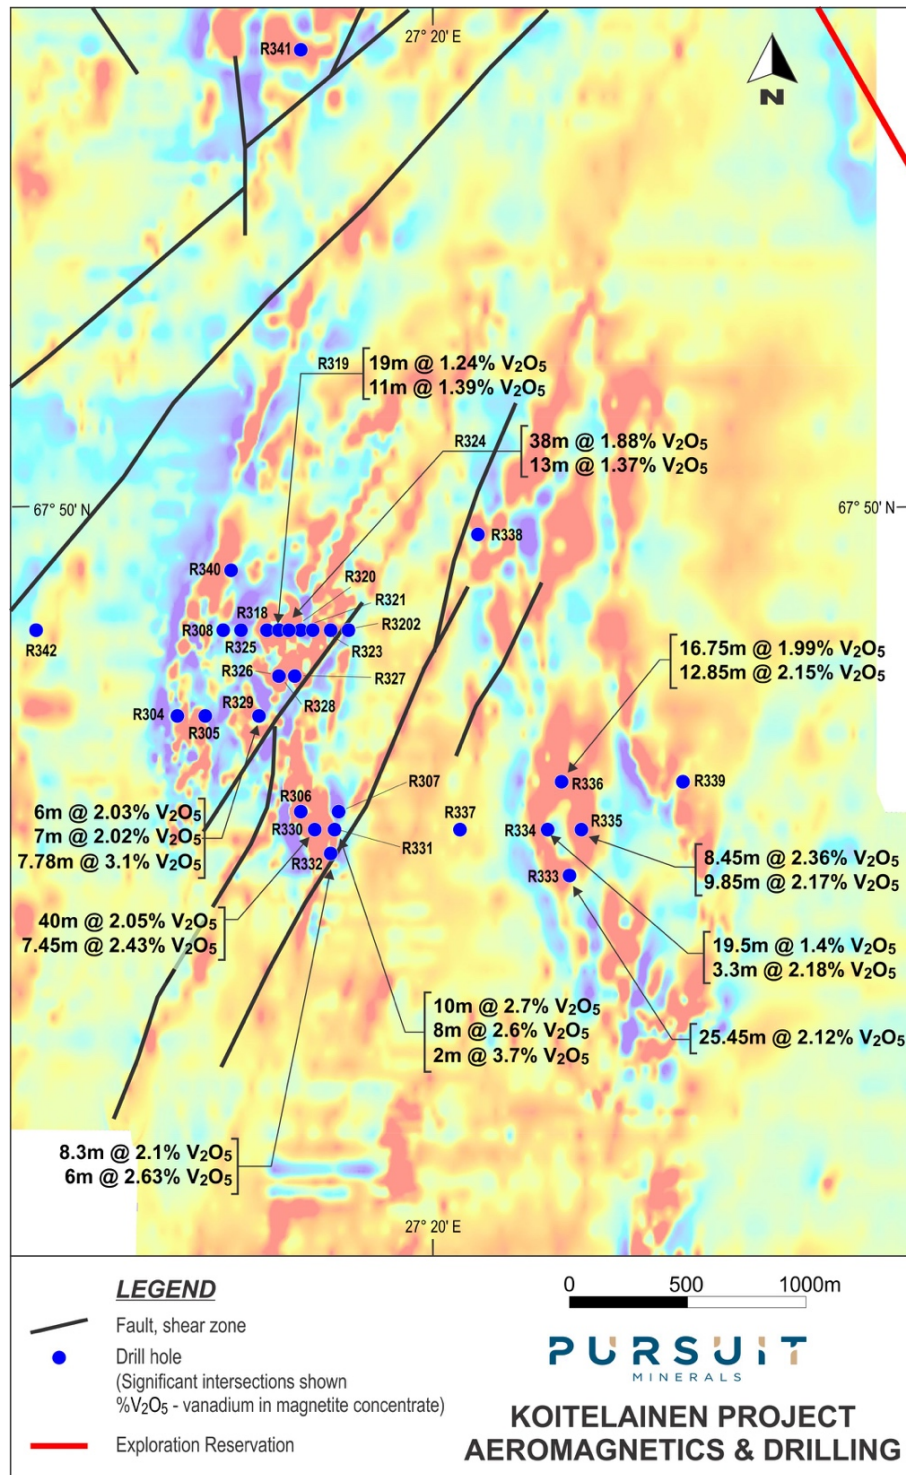 27° 20' E
R341
N
R319
19m @ 1.24% V₂O₅
11m @ 1.39% V₂O₅
R324
38m @ 1.88% V₂O₅
13m @ 1.37% V₂O₅
67° 50' N
67° 50' N
R338
R340
R320
R318
R321
R308
R3202
R342
R325
R323
R326
R327
R328
R329
R304
R305
16.75m @ 1.99% V₂O₅
12.85m @ 2.15% V₂O₅
R336
R339
R307
R306
6m @ 2.03% V₂O₅
7m @ 2.02% V₂O₅
7.78m @ 3.1% V₂O₅
R330
R337
R334
R335
R331
R332
R333
8.45m @ 2.36% V₂O₅
9.85m @ 2.17% V₂O₅
40m @ 2.05% V₂O₅
7.45m @ 2.43% V₂O₅
19.5m @ 1.4% V₂O₅
3.3m @ 2.18% V₂O₅
10m @ 2.7% V₂O₅
8m @ 2.6% V₂O₅
2m @ 3.7% V₂O₅
25.45m @ 2.12% V₂O₅
8.3m @ 2.1% V₂O₅
6m @ 2.63% V₂O₅
27° 20' E
LEGEND
Fault, shear zone
Drill hole
(Significant intersections shown
%V₂O₅ - vanadium in magnetite concentrate)
Exploration Reservation
0 500 1000m
PURSUIT
MINERALS
KOITELAINEN PROJECT
AEROMAGNETICS & DRILLING